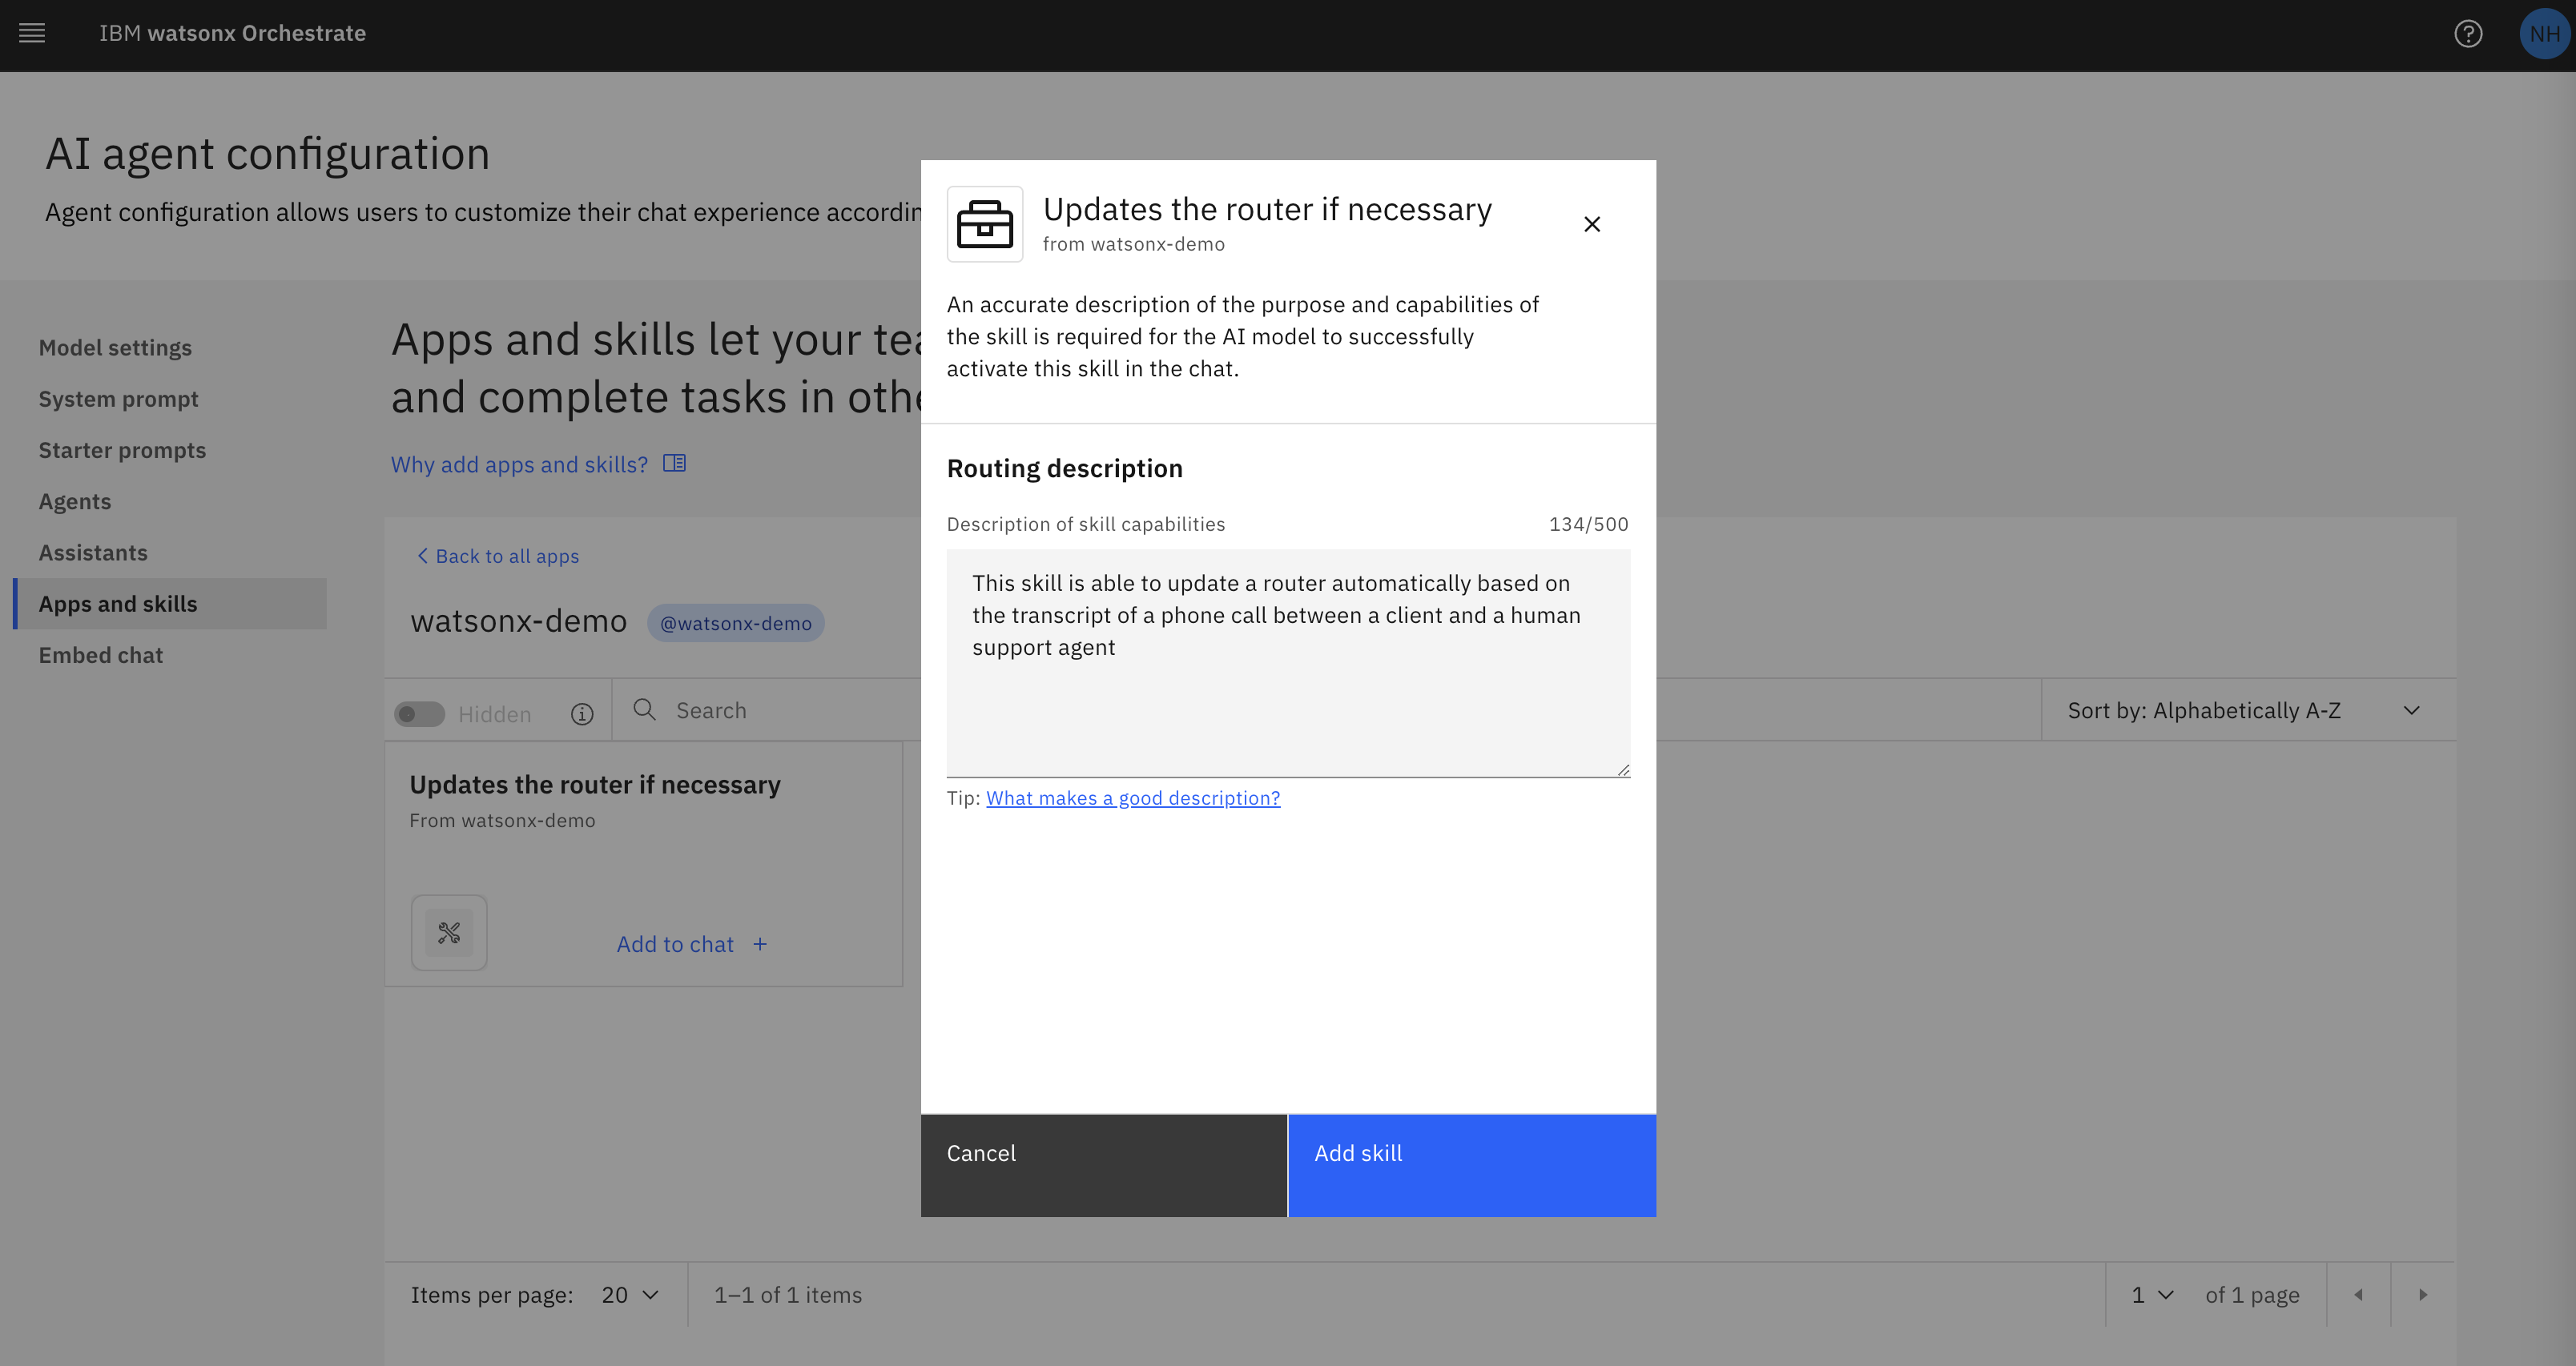 IBM watsonx Orchestrate
NH
AI agent configuration
Agent configuration allows users to customize their chat experience accordin
Model settings
System prompt
Starter prompts
Agents
Assistants
Apps and skills
Embed chat
Apps and skills let your tea
and complete tasks in othe
Why add apps and skills?
Back to all apps
watsonx-demo @watsonx-demo
Hidden
Search
Sort by: Alphabetically A-Z
Updates the router if necessary
From watsonx-demo
Add to chat +
Items per page: 20
1–1 of 1 items
1 of 1 page
Updates the router if necessary
from watsonx-demo
An accurate description of the purpose and capabilities of
the skill is required for the AI model to successfully
activate this skill in the chat.
Routing description
Description of skill capabilities 134/500
This skill is able to update a router automatically based on
the transcript of a phone call between a client and a human
support agent
Tip: What makes a good description?
Cancel
Add skill